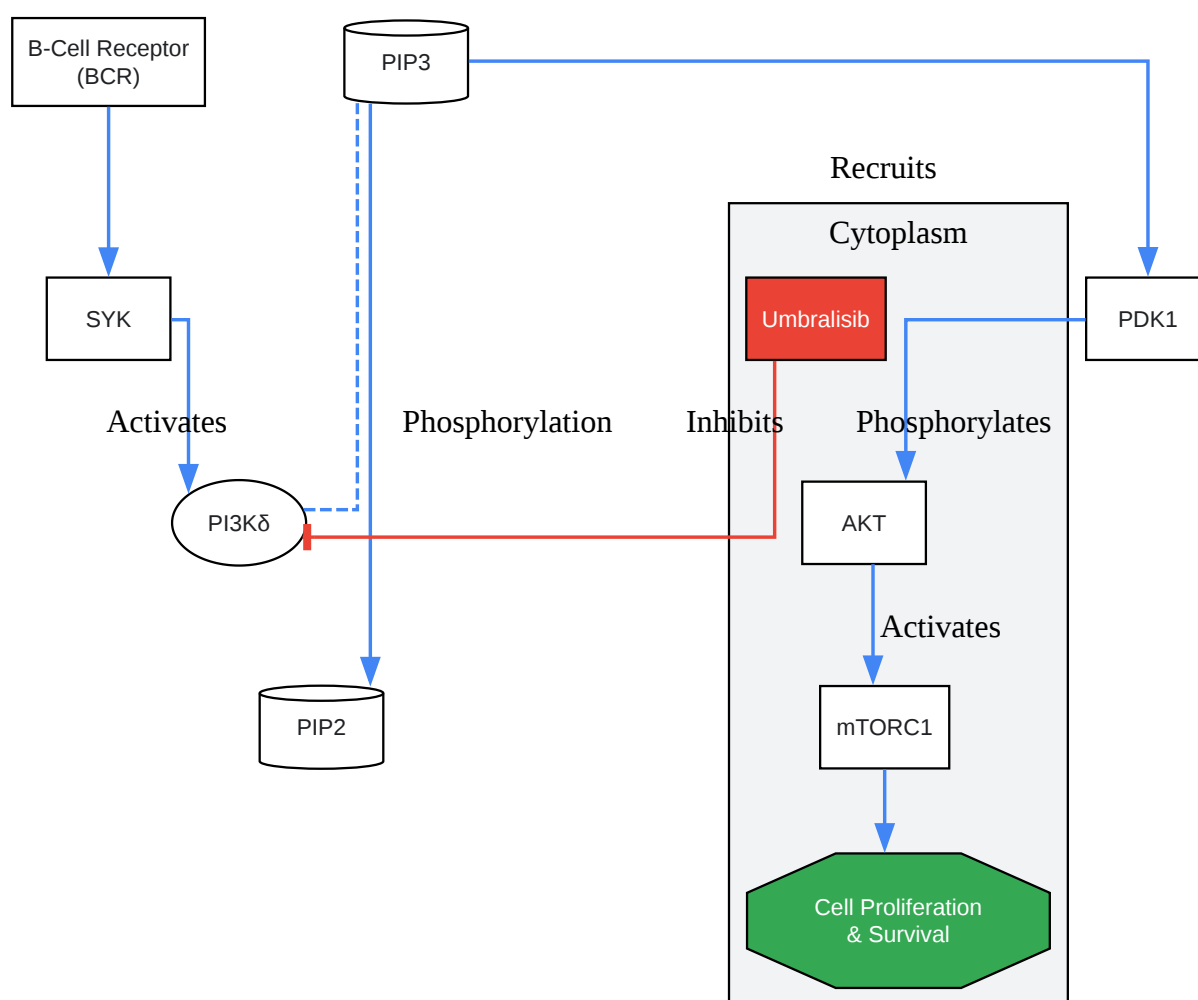 B-Cell Receptor
(BCR)
PIP3
Recruits
Cytoplasm
SYK
Umbralisib
PDK1
Activates
Phosphorylation
Inhibits
Phosphorylates
PI3Kδ
AKT
Activates
PIP2
mTORC1
Cell Proliferation
& Survival